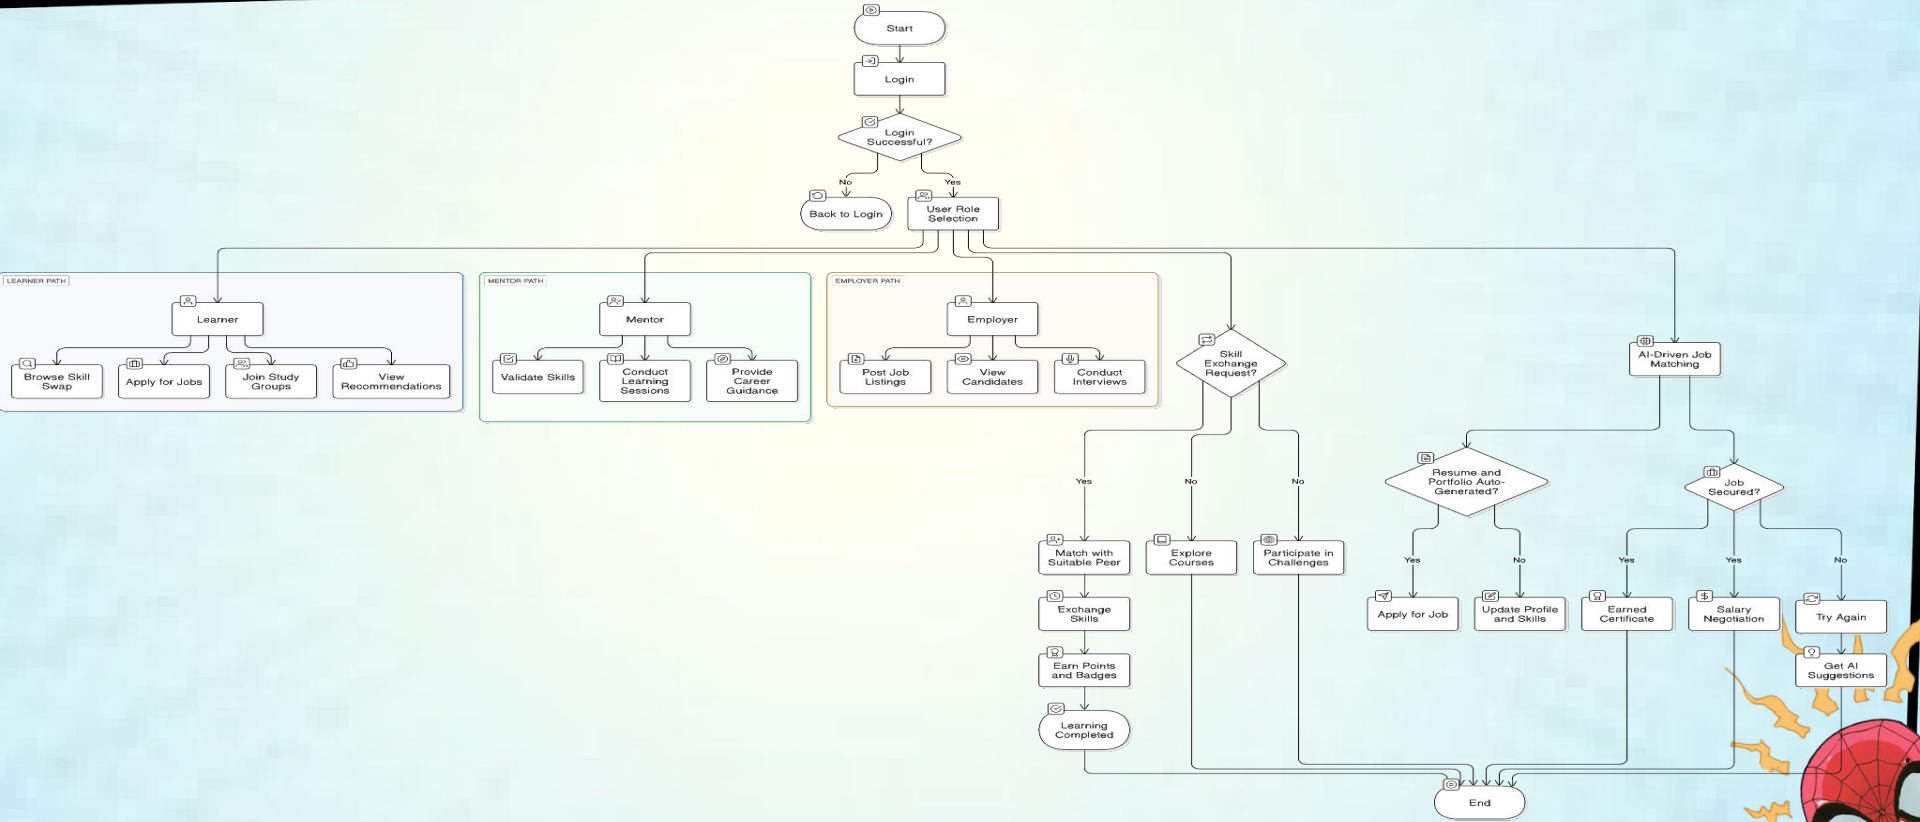 Start
Login
Login
Successful?
No
Yes
Back to Login
User Role
Selection
LEARNER PATH
MENTOR PATH
EMPLOYER PATH
Learner
Mentor
Employer
Browse Skill
Swap
Apply for Jobs
Join Study
Groups
View
Recommendations
Validate Skills
Conduct
Learning
Sessions
Provide
Career
Guidance
Post Job
Listings
View
Candidates
Conduct
Interviews
Skill
Exchange
Request?
AI-Driven Job
Matching
Yes
No
No
Resume and
Portfolio Auto-
Generated?
Job
Secured?
Match with
Suitable Peer
Explore
Courses
Participate in
Challenges
Yes
No
Yes
Yes
No
Exchange
Skills
Apply for Job
Update Profile
and Skills
Earned
Certificate
Salary
Negotiation
Try Again
Earn Points
and Badges
Get AI
Suggestions
Learning
Completed
End